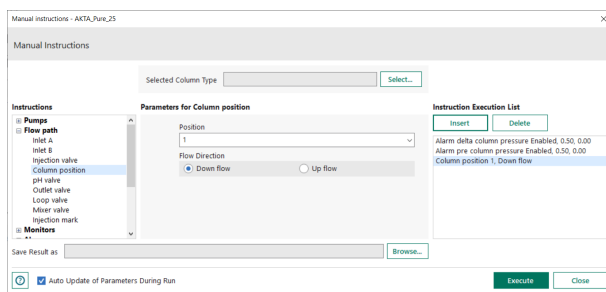 Manual instructions - AKTA_Pure_25
Manual Instructions
Selected Column Type
Select...
Instructions
Pumps
Flow path
Inlet A
Inlet B
Injection valve
Column position
pH valve
Outlet valve
Loop valve
Mixer valve
Injection mark
Monitors
Parameters for Column position
Position
1
Flow Direction
Down flow Up flow
Instruction Execution List
Insert Delete
Alarm delta column pressure Enabled, 0.50, 0.00
Alarm pre column pressure Enabled, 0.50, 0.00
Column position 1, Down flow
Save Result as
Browse...
Auto Update of Parameters During Run
Execute Close